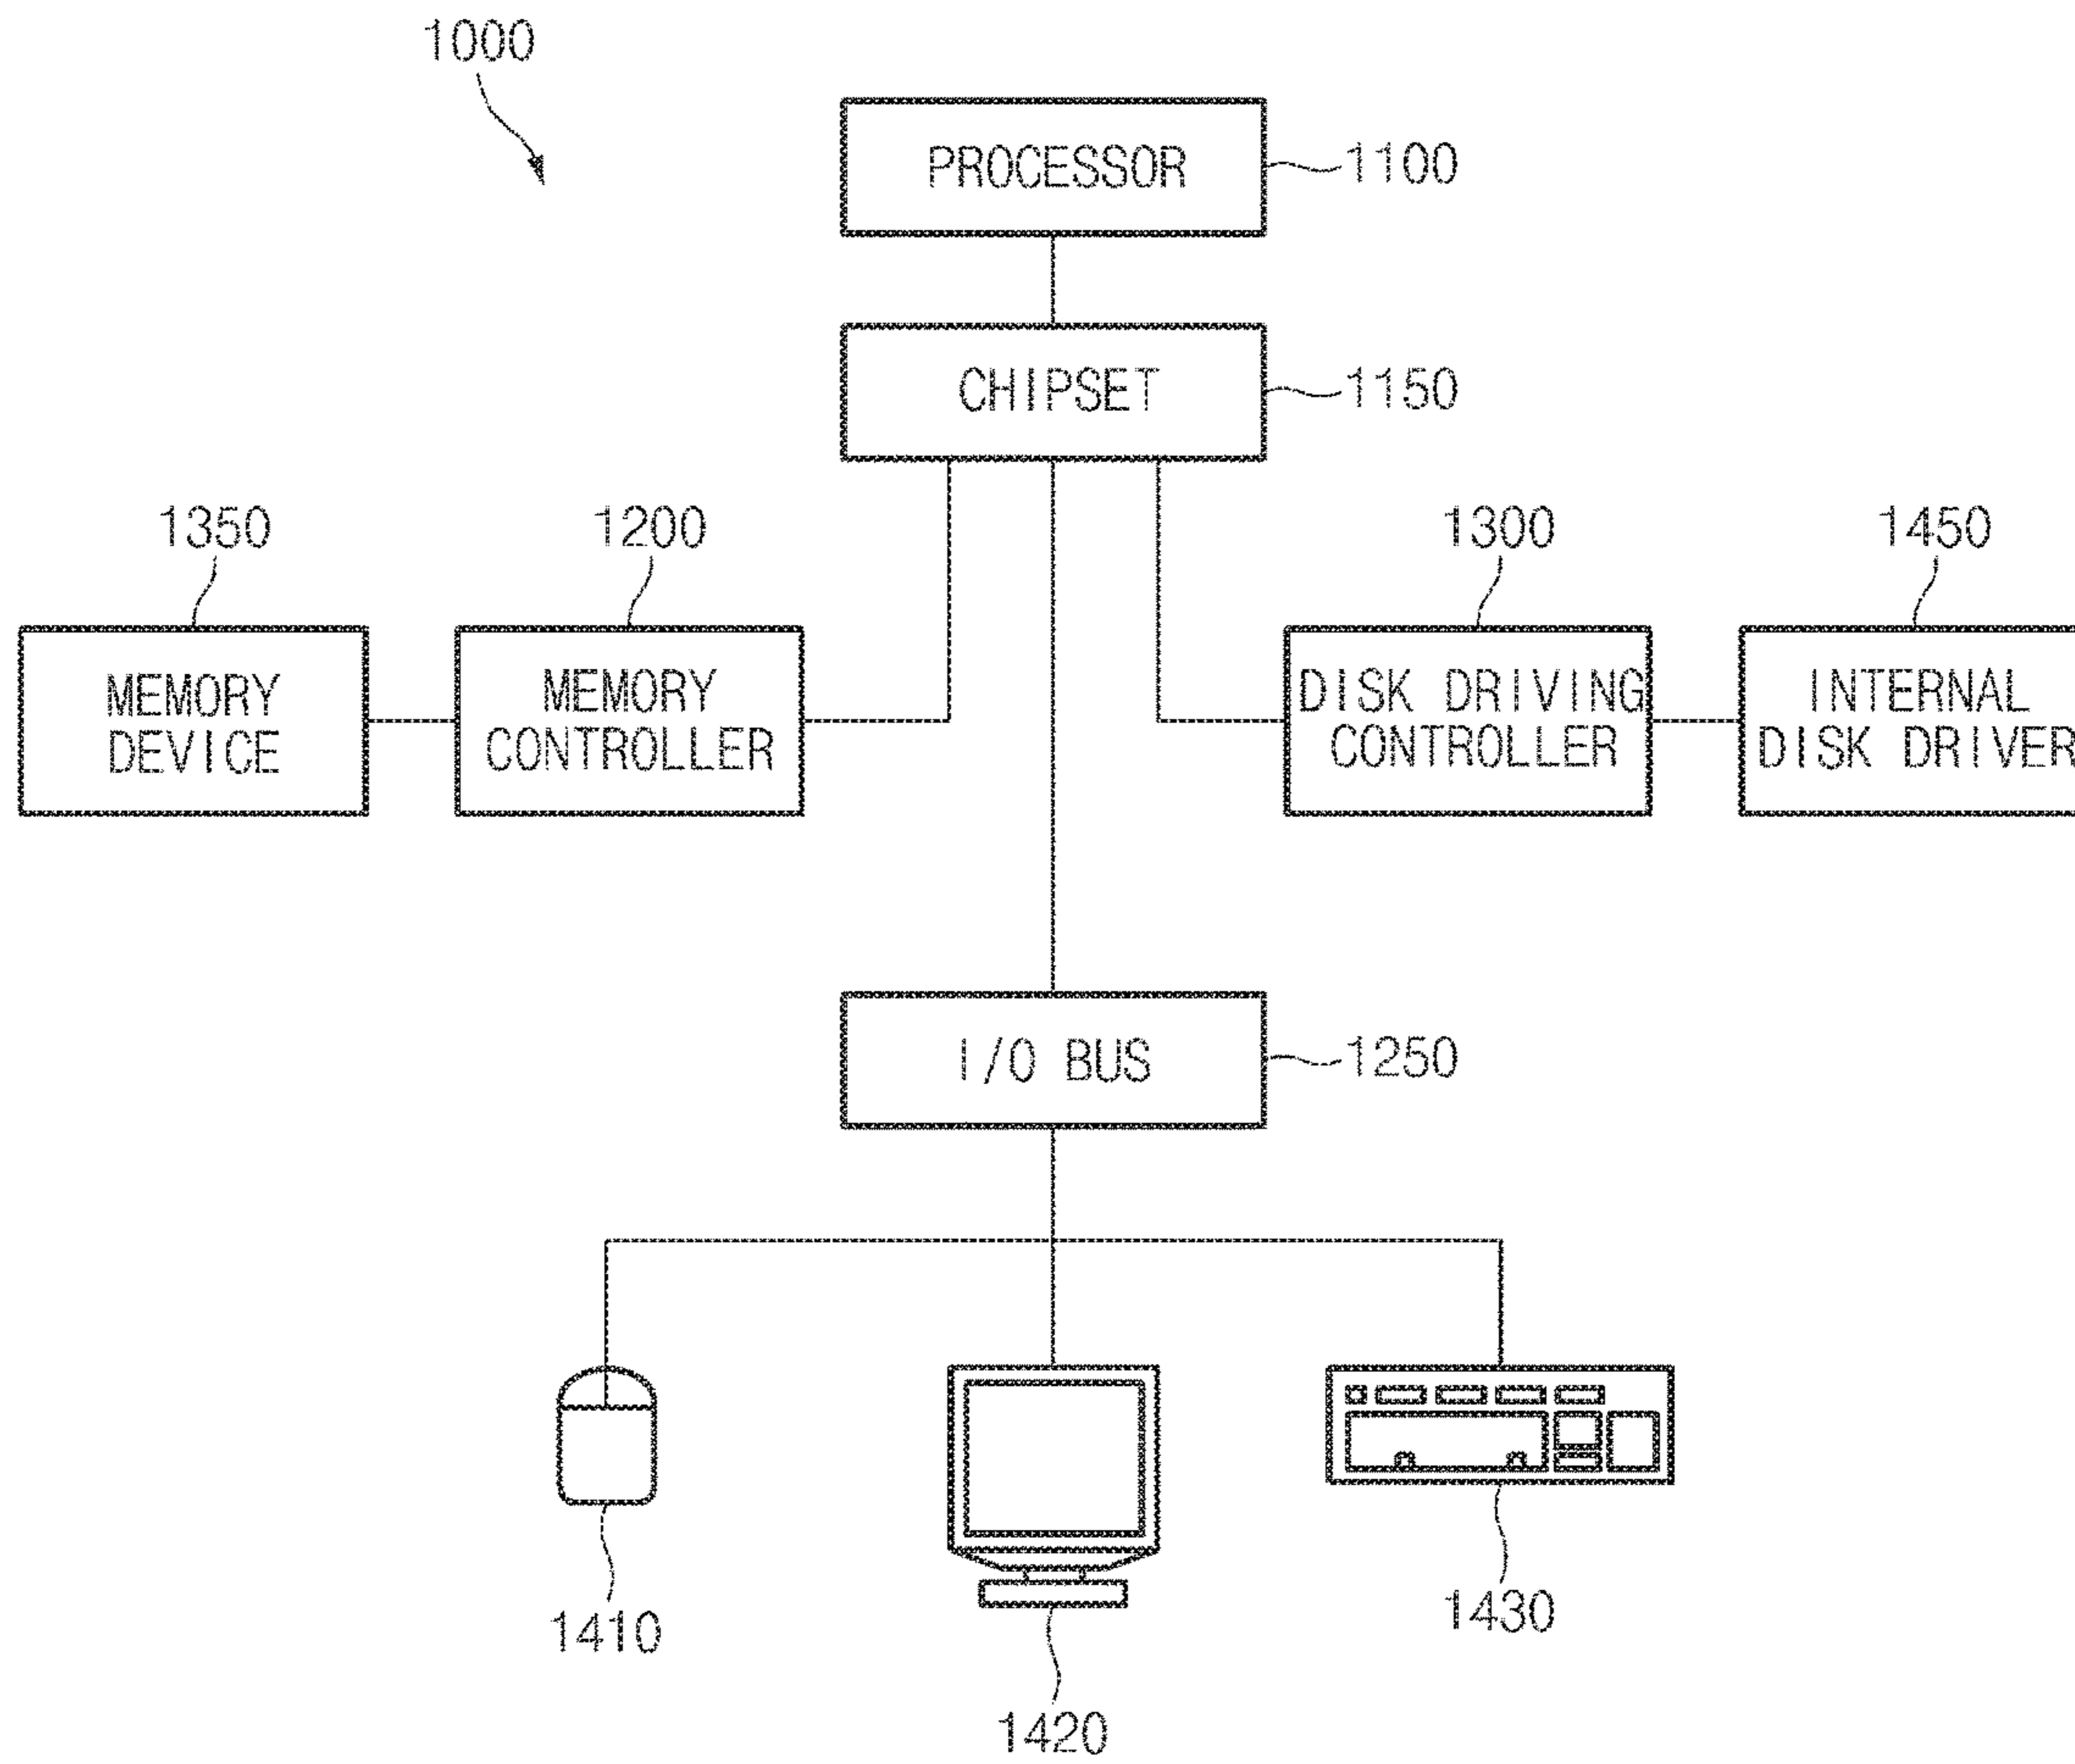 1000
PROCESSOR
1100
CHIPSET
1150
1350
1200
1300
1450
MEMORY
DEVICE
MEMORY
CONTROLLER
DISK DRIVING
CONTROLLER
INTERNAL
DISK DRIVER
I/O BUS
1250
1410
1420
1430